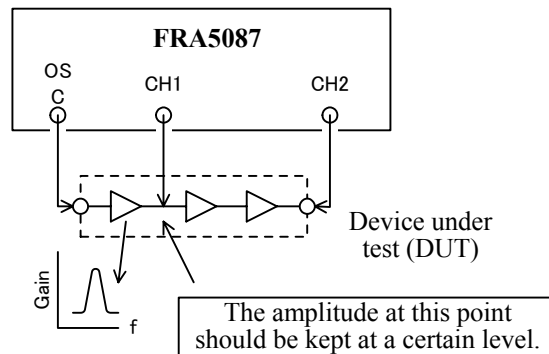 FRA5087
OS
C
CH1
CH2
Device under
test (DUT)
Gain
f
The amplitude at this point
should be kept at a certain level.